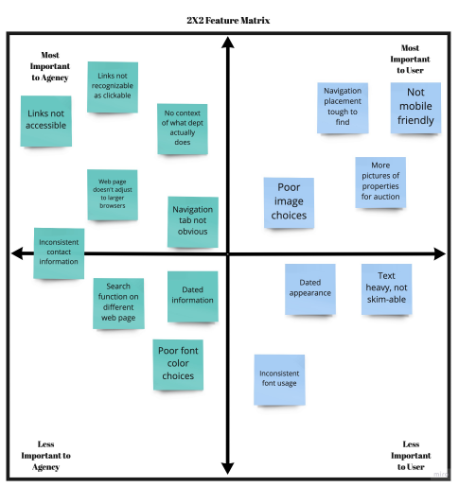 2X2 Feature Matrix
Most
Important
to Agency
Most
Important
to User
Links not
recognizable
as clickable
Links not
accessible
No context
of what dept
actually
does
Navigation
placement
tough to
find
Not
mobile
friendly
Web page
doesn't adjust
to larger
browsers
Navigation
tab not
obvious
Poor
image
choices
More
pictures of
properties
for auction
Inconsistent
contact
information
Search
function on
different
web page
Dated
information
Dated
appearance
Text
heavy, not
skim-able
Poor font
color
choices
Inconsistent
font usage
Less
Important to
Agency
Less
Important
to User
miro